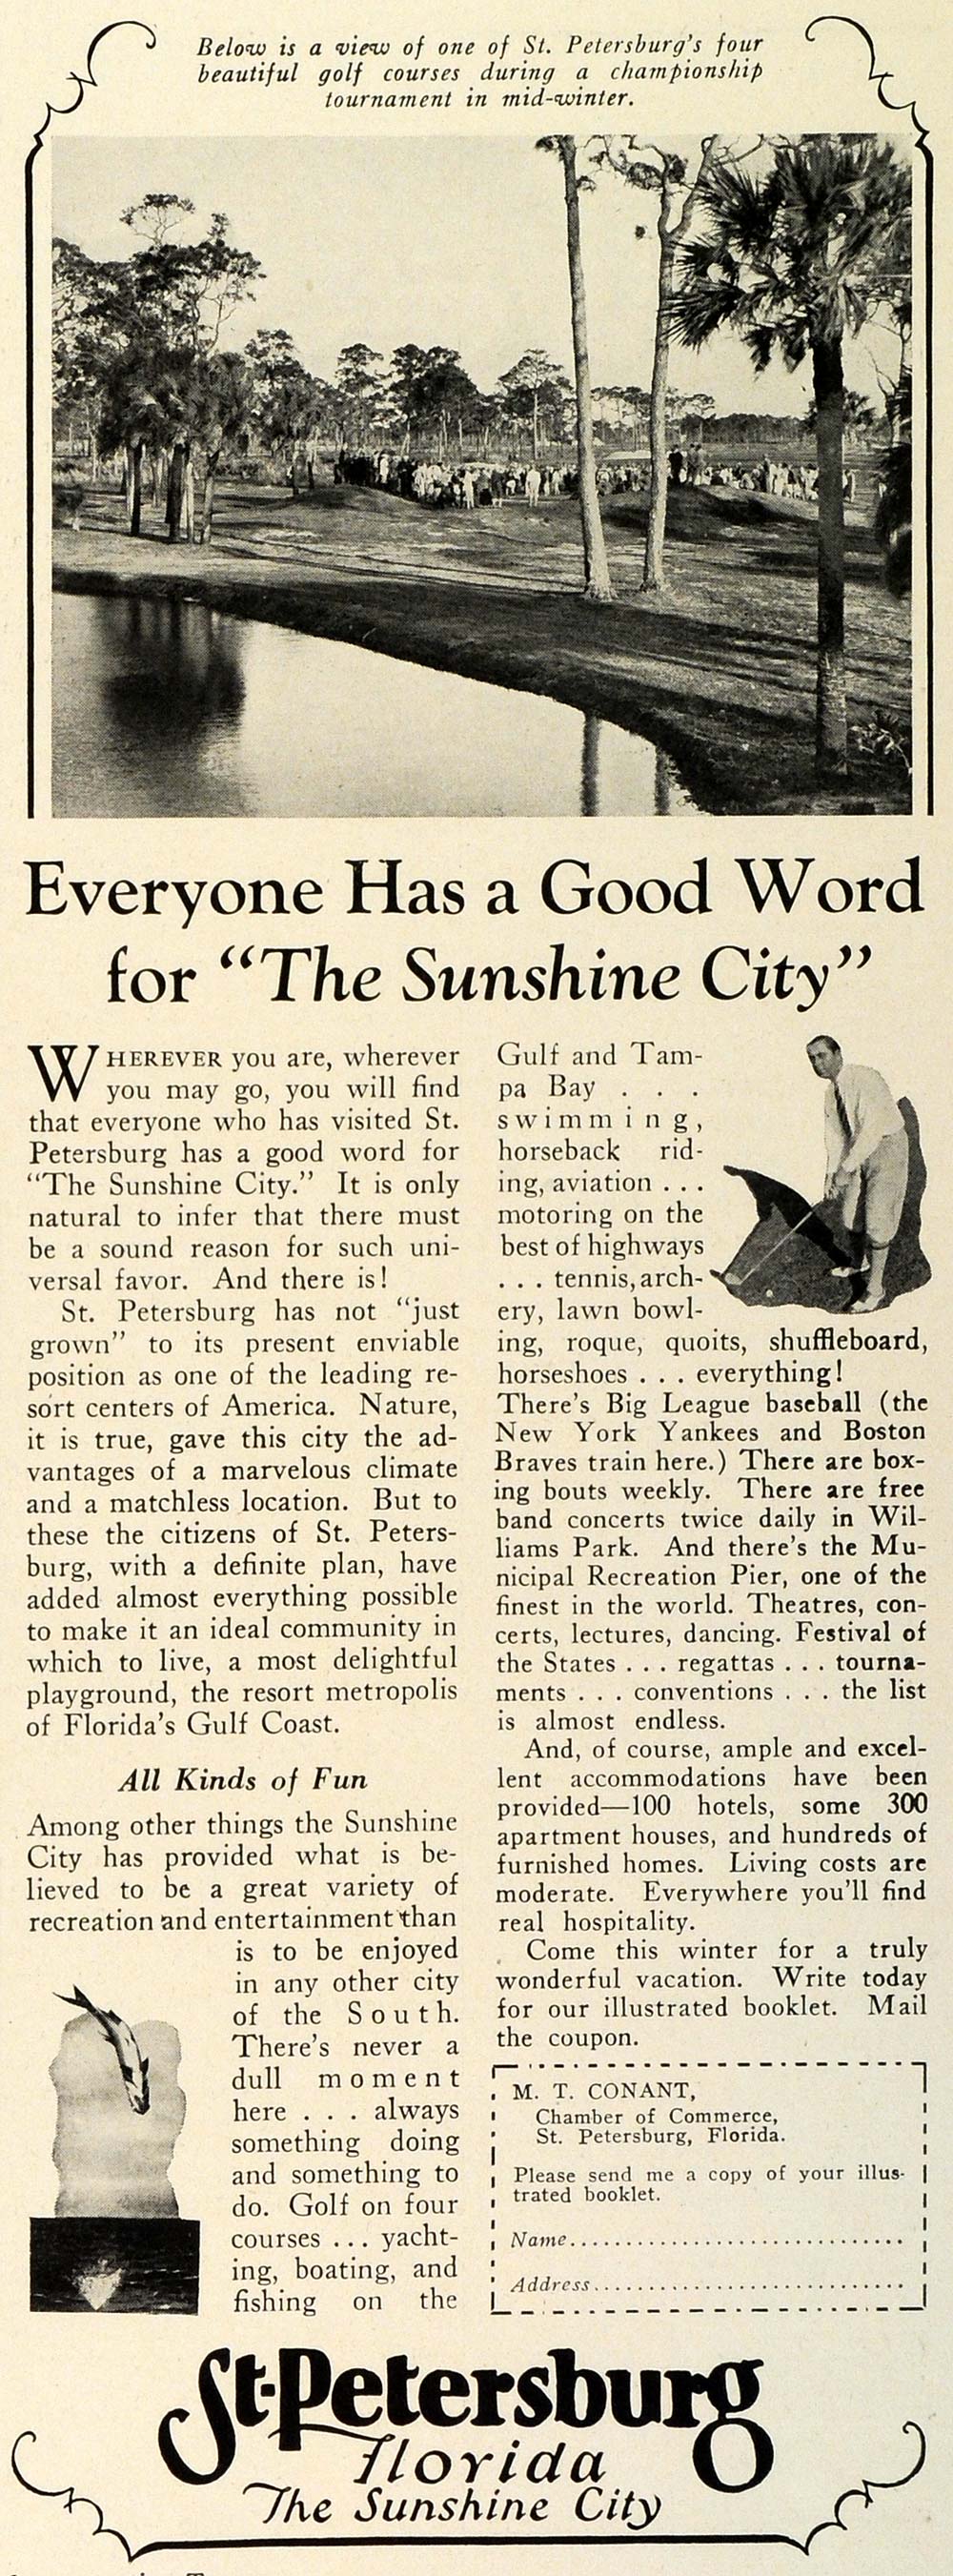 Below is a view of one of St. Petersburg's four
beautiful golf courses during a championship
tournament in mid-winter.
Everyone Has a Good Word
for "The Sunshine City"
WHEREVER you are, wherever
you may go, you will find
that everyone who has visited St.
Petersburg has a good word for
"The Sunshine City." It is only
natural to infer that there must
be a sound reason for such uni-
versal favor. And there is!
St. Petersburg has not "just
grown" to its present enviable
position as one of the leading re-
sort centers of America. Nature,
it is true, gave this city the ad-
vantages of a marvelous climate
and a matchless location. But to
these the citizens of St. Peters-
burg, with a definite plan, have
added almost everything possible
to make it an ideal community in
which to live, a most delightful
playground, the resort metropolis
of Florida's Gulf Coast.
All Kinds of Fun
Among other things the Sunshine
City has provided what is be-
lieved to be a great variety of
recreation and entertainment than
is to be enjoyed
in any other city
of the South.
There's never a
dull moment
here . . . always
something doing
and something to
do. Golf on four
courses ... yacht-
ing, boating, and
fishing on the
Gulf and Tam-
pa Bay . . .
swimming,
horseback rid-
ing, aviation . . .
motoring on the
best of highways
. . . tennis, arch-
ery, lawn bowl-
ing, roque, quoits, shuffleboard,
horseshoes . . . everything!
There's Big League baseball (the
New York Yankees and Boston
Braves train here.) There are box-
ing bouts weekly. There are free
band concerts twice daily in Wil-
liams Park. And there's the Mu-
nicipal Recreation Pier, one of the
finest in the world. Theatres, con-
certs, lectures, dancing. Festival of
the States . . . regattas . . . tourna-
ments . . . conventions . . . the list
is almost endless.
And, of course, ample and excel-
lent accommodations have been
provided—100 hotels, some 300
apartment houses, and hundreds of
furnished homes. Living costs are
moderate. Everywhere you'll find
real hospitality.
Come this winter for a truly
wonderful vacation. Write today
for our illustrated booklet. Mail
the coupon.
M. T. CONANT,
Chamber of Commerce,
St. Petersburg, Florida.
Please send me a copy of your illus-
trated booklet.
Name..............................
Address............................
St. Petersburg
Florida
The Sunshine City